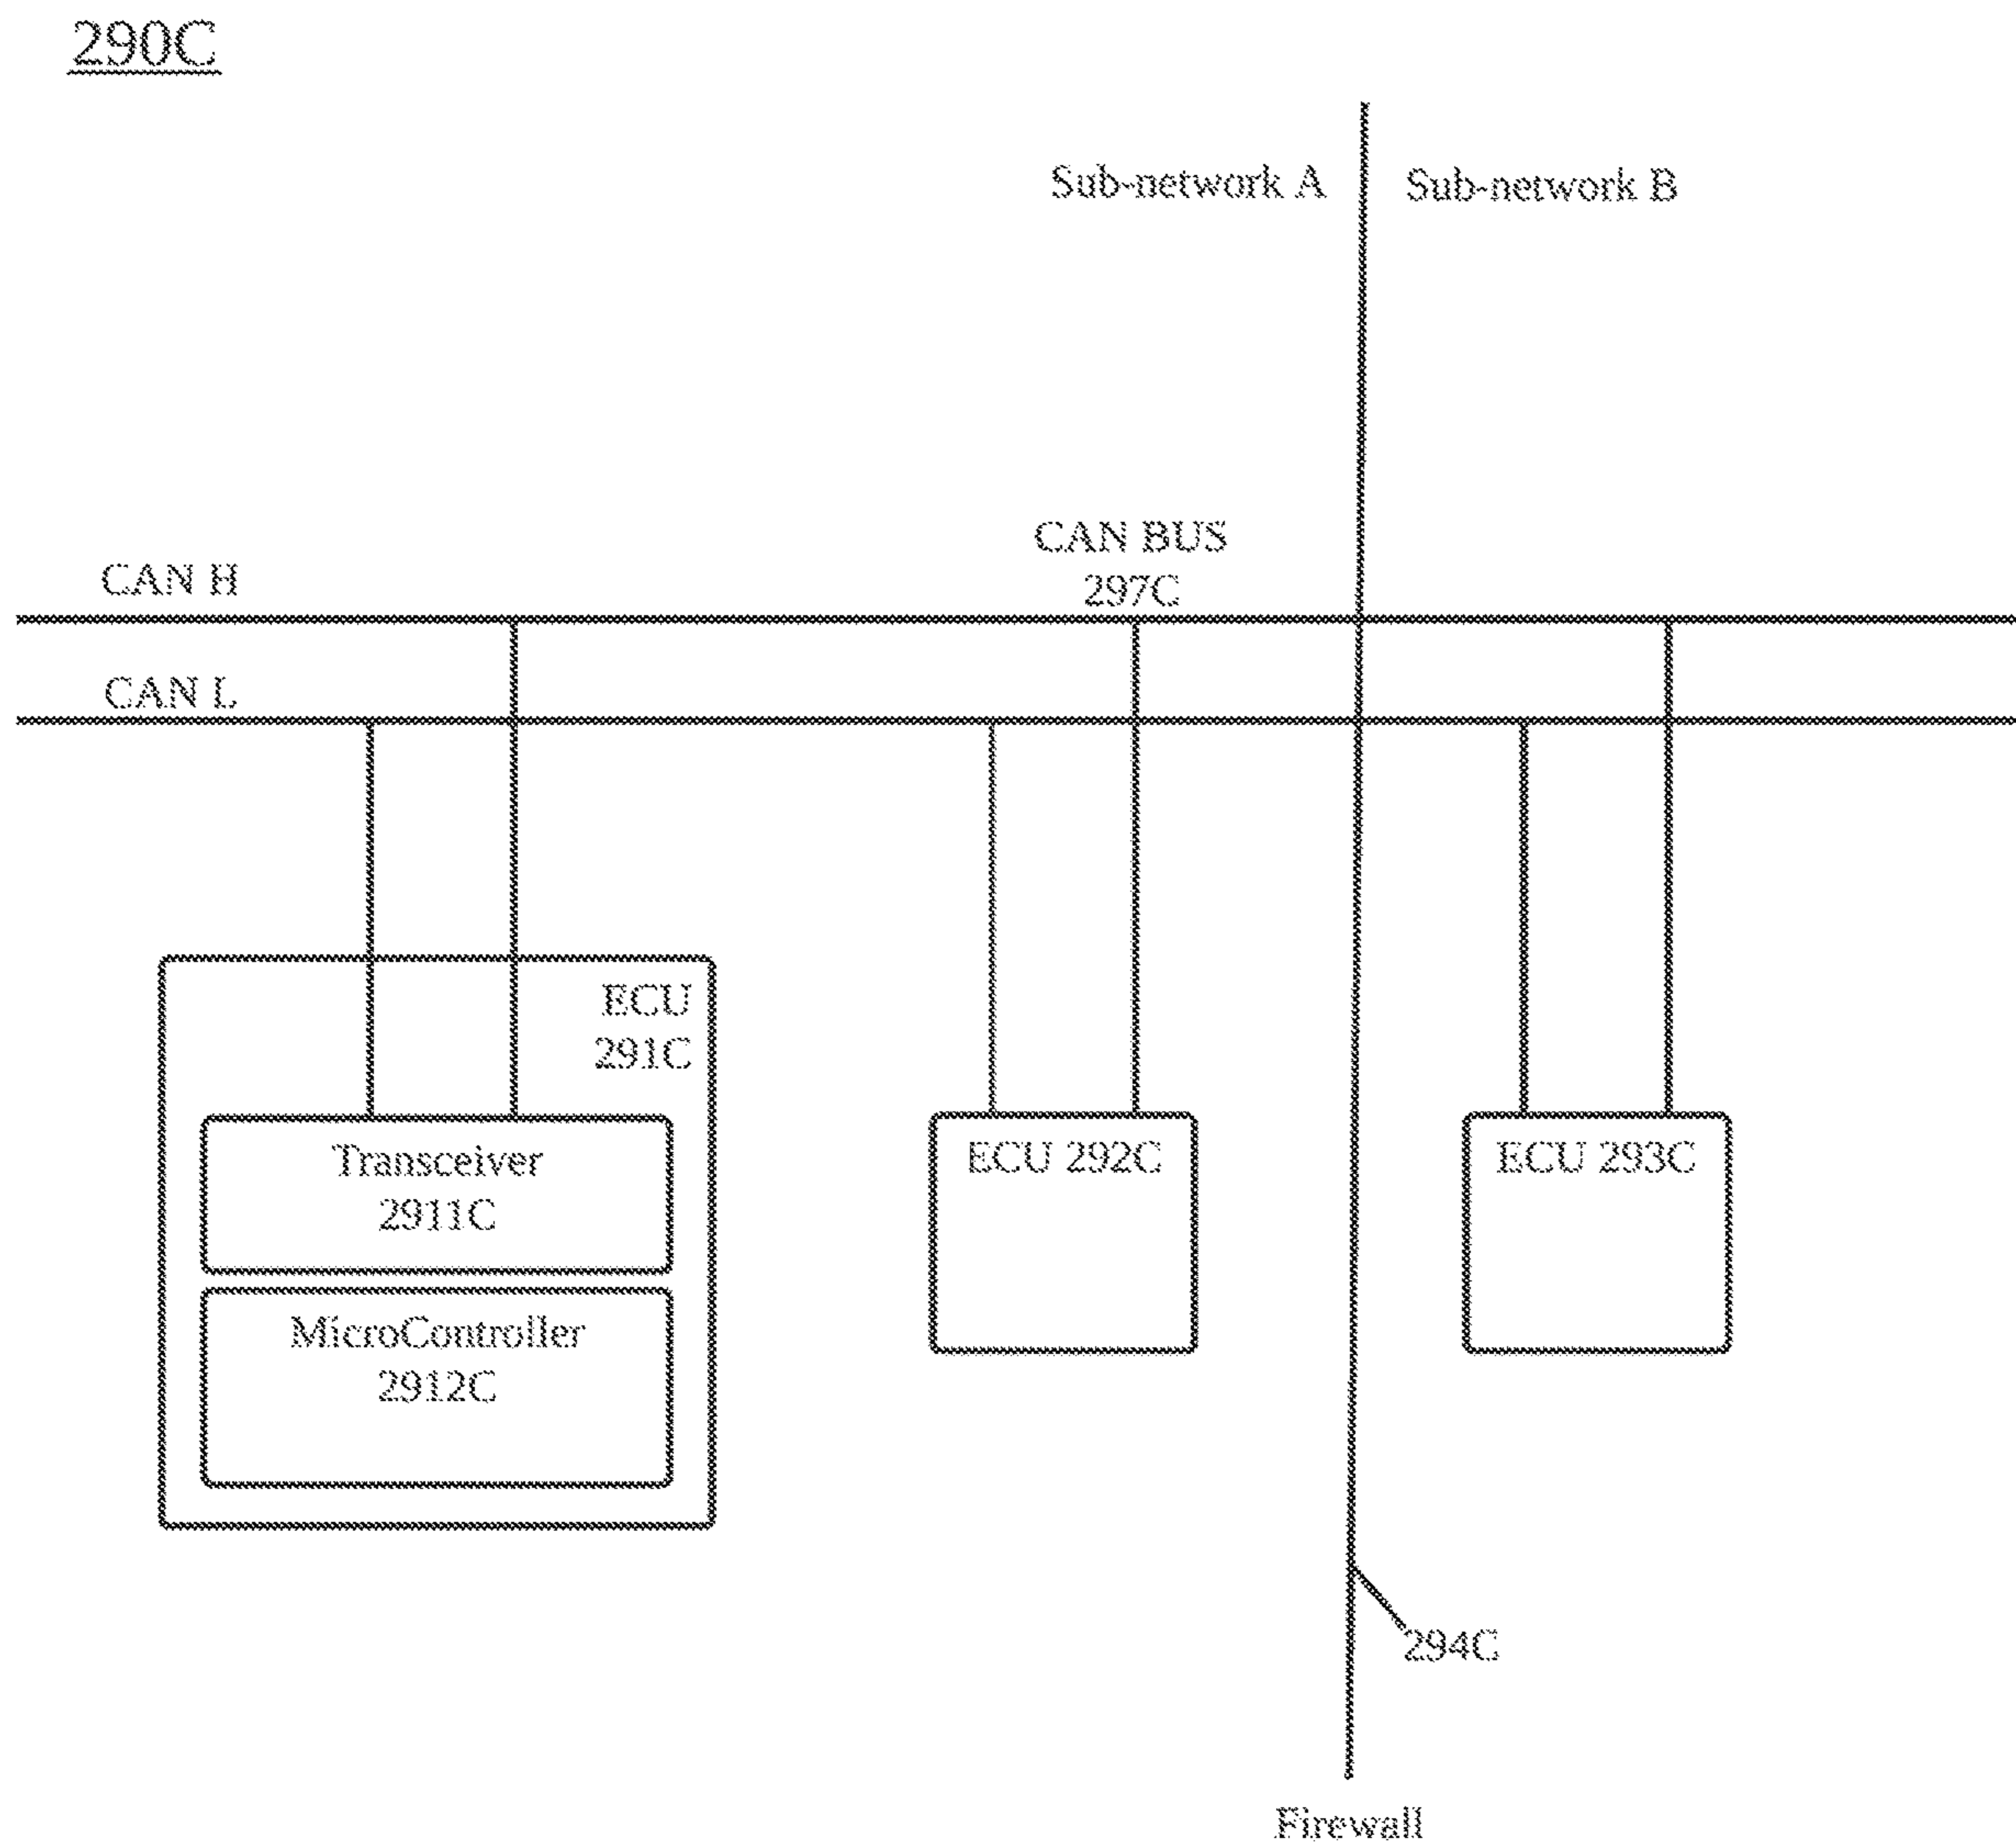 290C
Sub-network A
Sub-network B
CAN BUS
297C
CAN H
CAN L
ECU
291C
Transceiver
2911C
MicroController
2912C
ECU 292C
ECU 293C
294C
Firewall